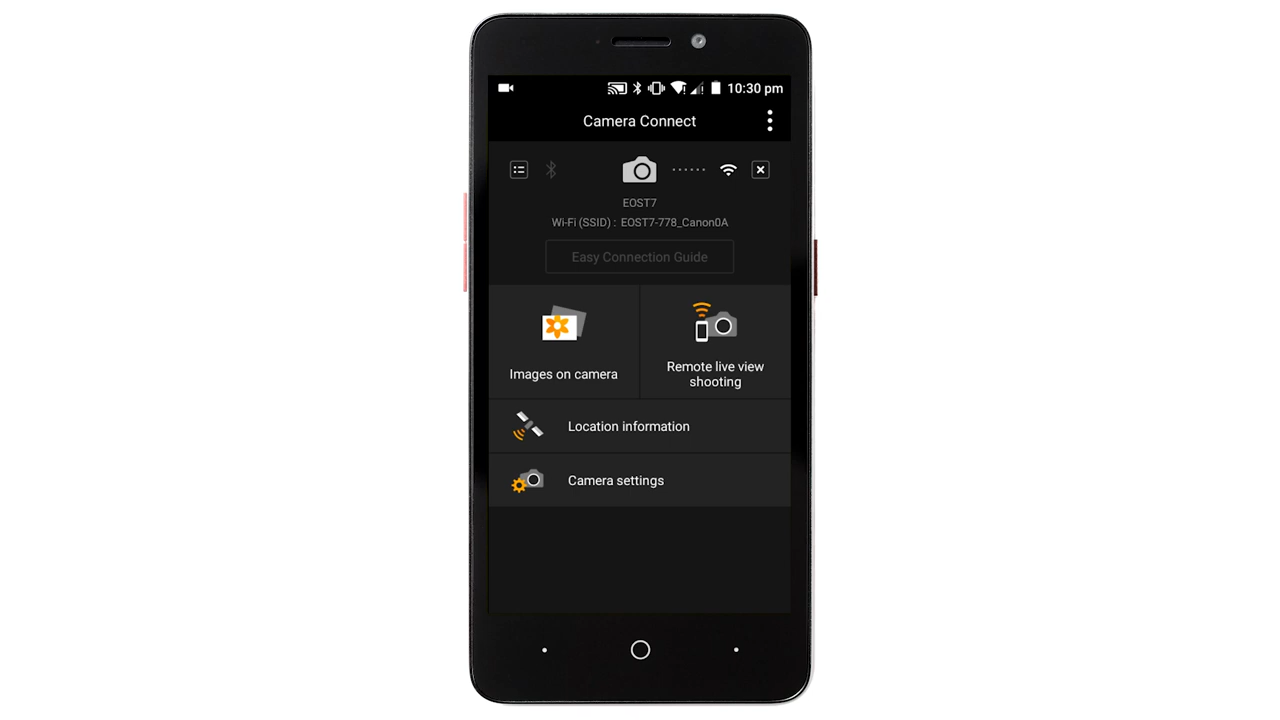 10:30 pm
Camera Connect
EOST7
Wi-Fi (SSID) : EOST7-778_Canon0A
Easy Connection Guide
Images on camera
Remote live view
shooting
Location information
Camera settings